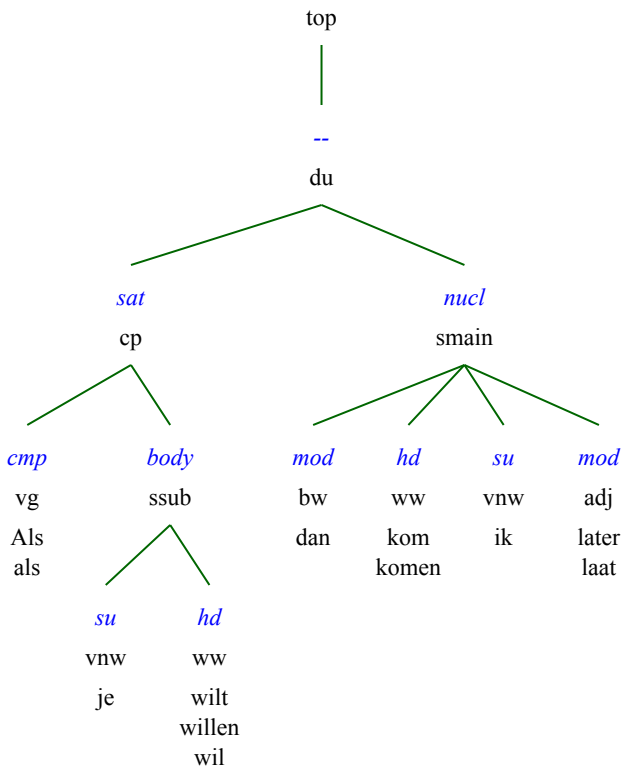 top
--
du
sat nucl
cp smain
cmp body mod hd su mod
vg ssub bw ww vnw adj
Als dan kom ik later
als komen laat
su hd
vnw ww
je wilt
willen
wil